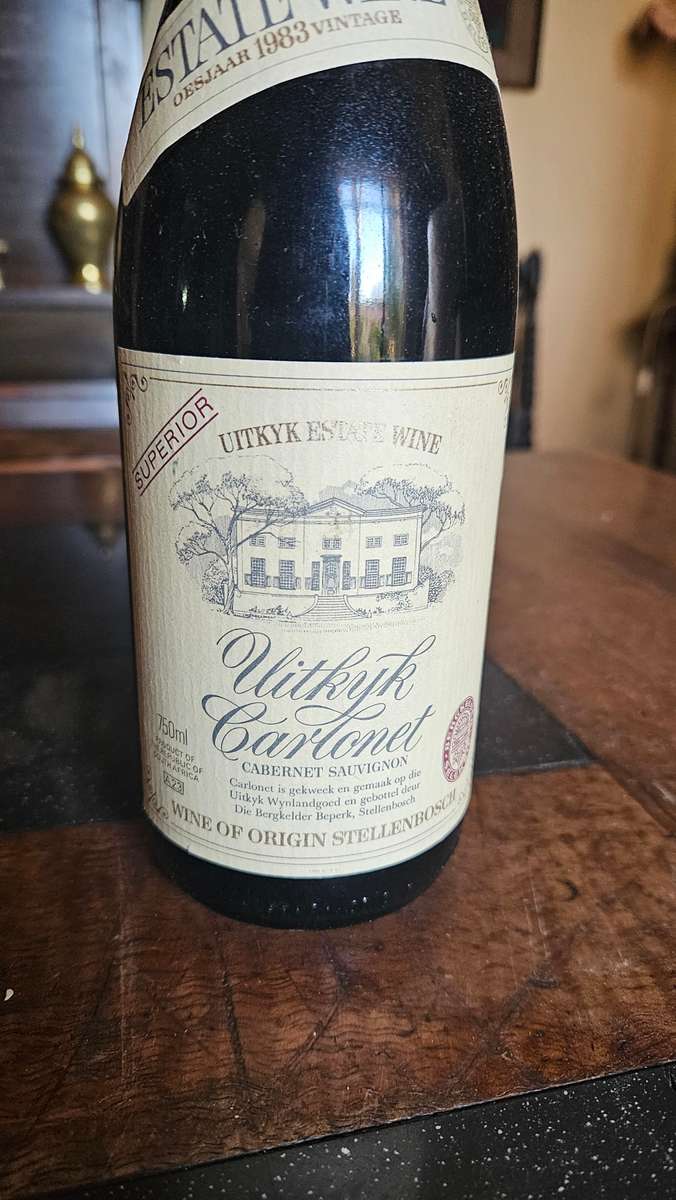 ESTATE WINE
OESJAAR 1983 VINTAGE
SUPERIOR
UITKYK ESTATE WINE
Uitkyk
Carlonet
CABERNET SAUVIGNON
Carlonet is gekweek en gemaak op die
Uitkyk Wynlandgoed en gebottel deur
Die Bergkelder Beperk, Stellenbosch
WINE OF ORIGIN STELLENBOSCH
750ml
PRODUCT OF
THE REPUBLIC OF
SOUTH AFRICA
A23